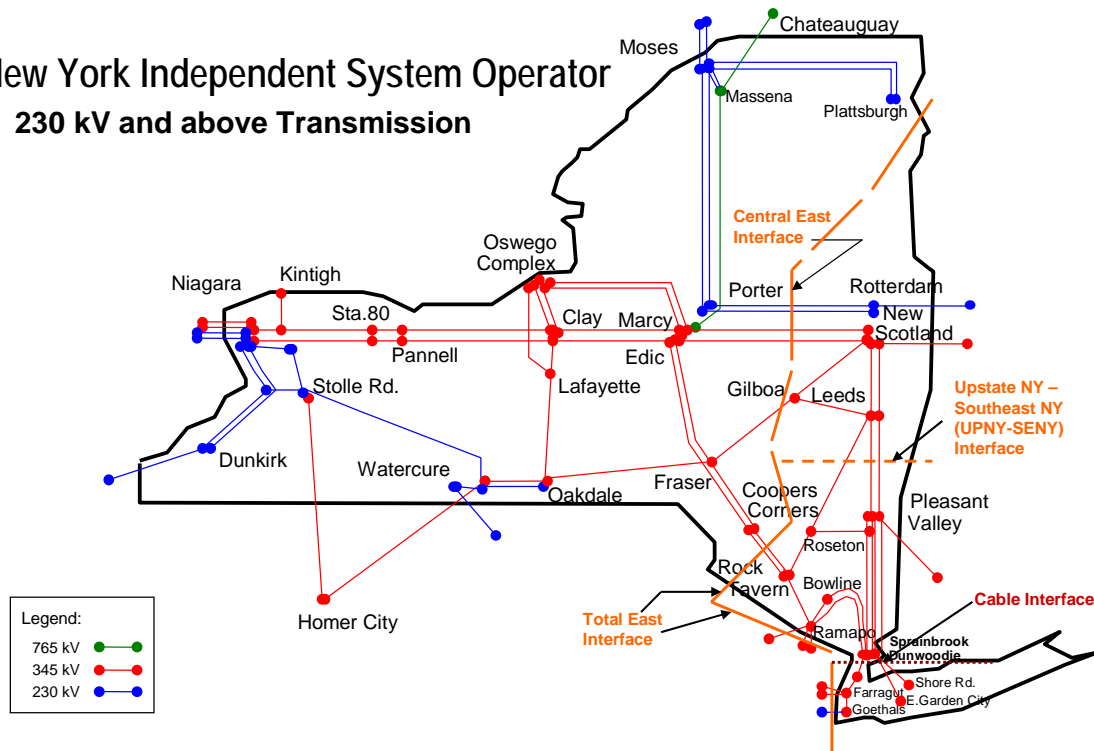 New York Independent System Operator
230 kV and above Transmission
Chateauguay
Moses
Massena
Plattsburgh
Central East
Interface
Oswego
Complex
Niagara
Kintigh
Porter
Rotterdam
Sta.80
Clay
Marcy
New
Scotland
Pannell
Edic
Stolle Rd.
Lafayette
Gilboa
Leeds
Upstate NY –
Southeast NY
(UPNY-SENY)
Interface
Dunkirk
Watercure
Oakdale
Fraser
Coopers
Corners
Pleasant
Valley
Roseton
Rock
Tavern
Bowline
Homer City
Total East
Interface
Ramapo
Cable Interface
Sprainbrook
Dunwoodie
Shore Rd.
Farragut
E.Garden City
Goethals
Legend:
765 kV
345 kV
230 kV